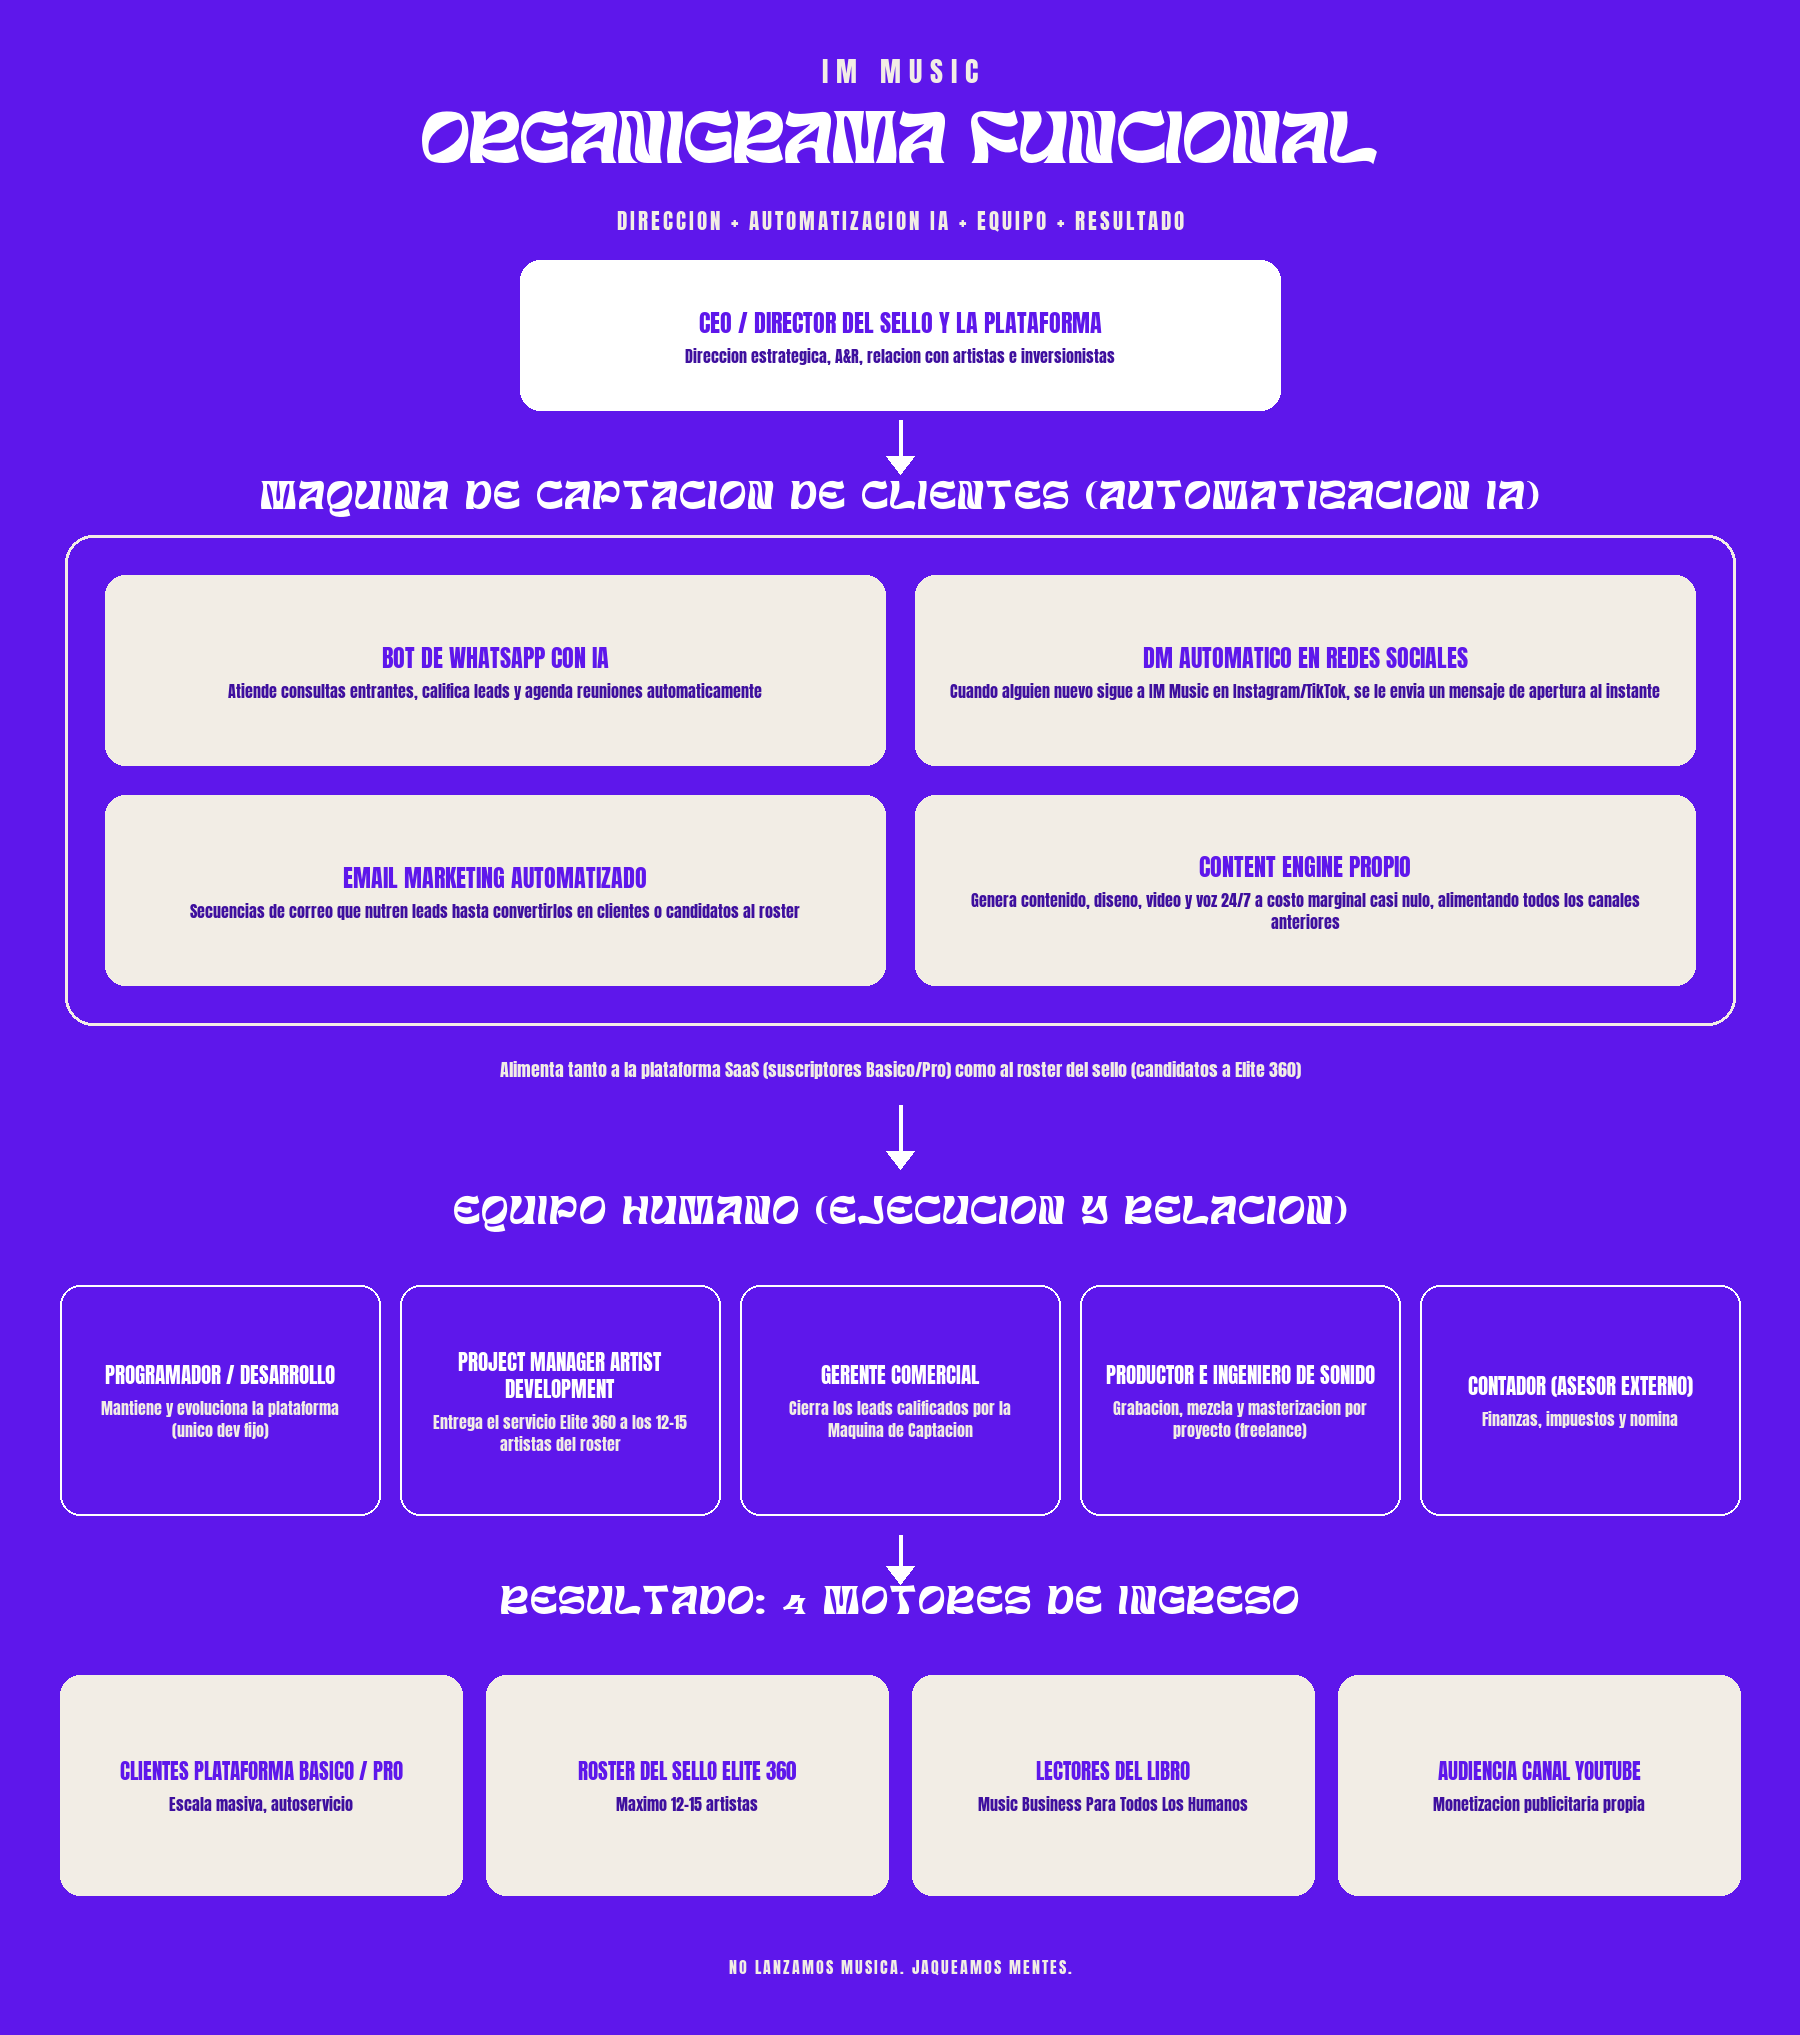 IM MUSIC
ORGANIGRAMA FUNCIONAL
DIRECCION + AUTOMATIZACION IA + EQUIPO + RESULTADO
CEO / DIRECTOR DEL SELLO Y LA PLATAFORMA
Direccion estrategica, A&R, relacion con artistas e inversionistas
MAQUINA DE CAPTACION DE CLIENTES (AUTOMATIZACION IA)
BOT DE WHATSAPP CON IA
Atiende consultas entrantes, califica leads y agenda reuniones automaticamente
DM AUTOMATICO EN REDES SOCIALES
Cuando alguien nuevo sigue a IM Music en Instagram/TikTok, se le envia un mensaje de apertura al instante
EMAIL MARKETING AUTOMATIZADO
Secuencias de correo que nutren leads hasta convertirlos en clientes o candidatos al roster
CONTENT ENGINE PROPIO
Genera contenido, diseno, video y voz 24/7 a costo marginal casi nulo, alimentando todos los canales
anteriores
Alimenta tanto a la plataforma SaaS (suscriptores Basico/Pro) como al roster del sello (candidatos a Elite 360)
EQUIPO HUMANO (EJECUCION Y RELACION)
PROGRAMADOR / DESARROLLO
Mantiene y evoluciona la plataforma
(unico dev fijo)
PROJECT MANAGER ARTIST
DEVELOPMENT
Entrega el servicio Elite 360 a los 12-15
artistas del roster
GERENTE COMERCIAL
Cierra los leads calificados por la
Maquina de Captacion
PRODUCTOR E INGENIERO DE SONIDO
Grabacion, mezcla y masterizacion por
proyecto (freelance)
CONTADOR (ASESOR EXTERNO)
Finanzas, impuestos y nomina
RESULTADO: 4 MOTORES DE INGRESO
CLIENTES PLATAFORMA BASICO / PRO
Escala masiva, autoservicio
ROSTER DEL SELLO ELITE 360
Maximo 12-15 artistas
LECTORES DEL LIBRO
Music Business Para Todos Los Humanos
AUDIENCIA CANAL YOUTUBE
Monetizacion publicitaria propia
NO LANZAMOS MUSICA. JAQUEAMOS MENTES.